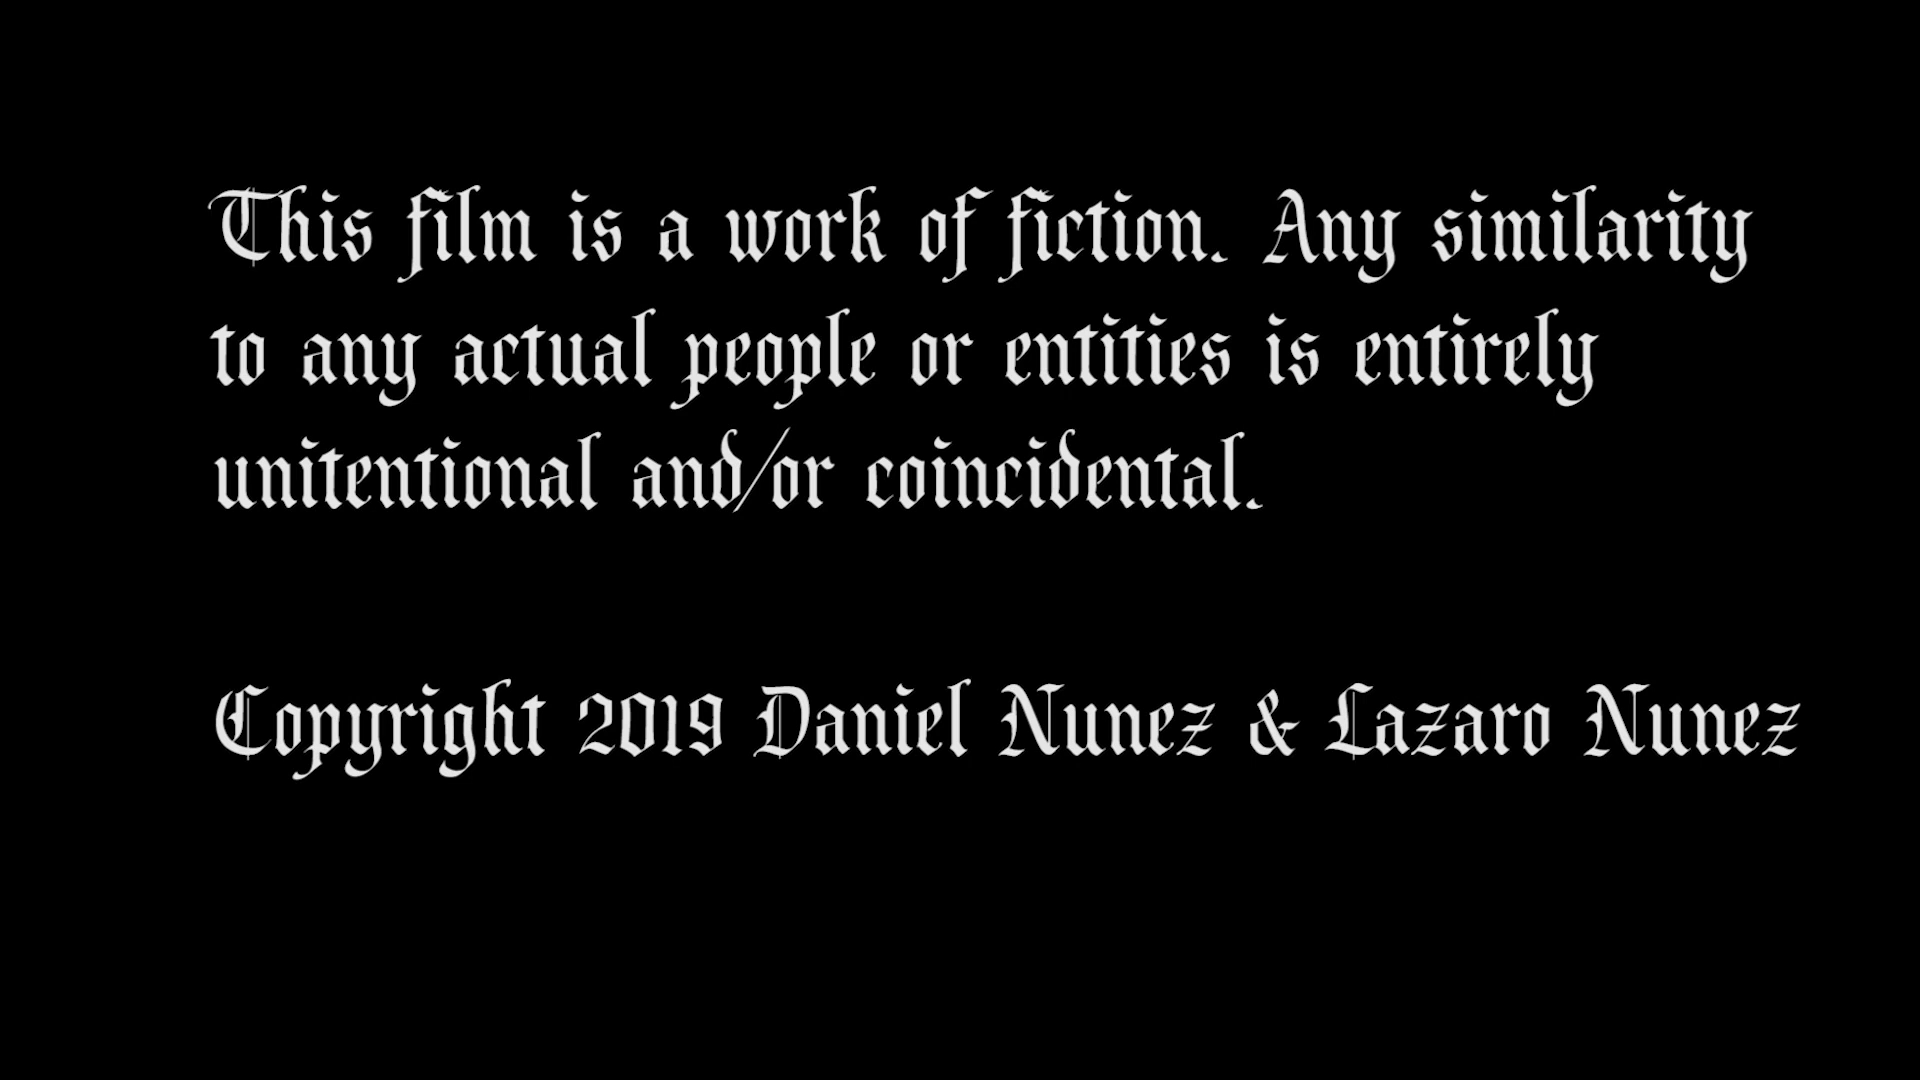 This film is a work of fiction. Any similarity
to any actual people or entities is entirely
unitentional and/or coincidental.
Copyright 2019 Daniel Nunez & Lazaro Nunez